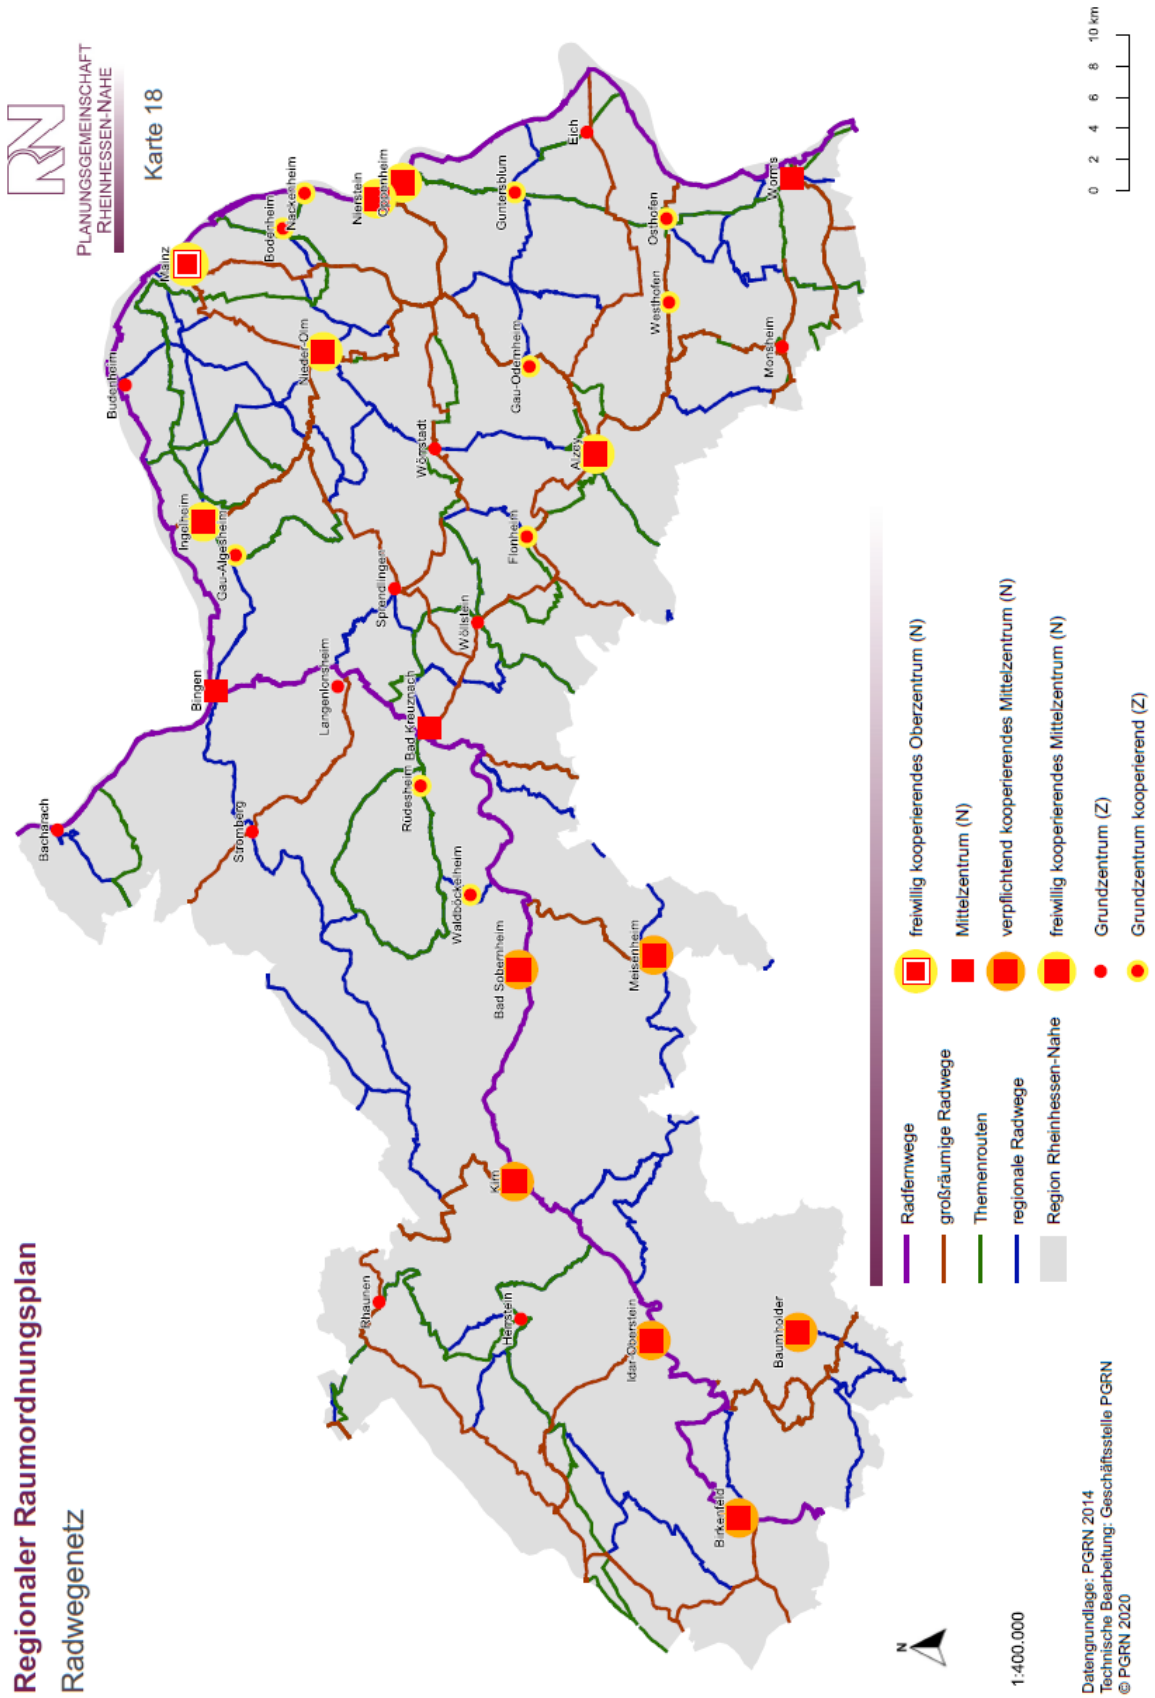 Regionaler Raumordnungsplan
Radwegenetz
RN
PLANUNGSGEMEINSCHAFT
RHEINHESSEN-NAHE
Karte 18
Bacharach
Bingen
Stromberg
Langenlonsheim
Ingelheim
Gau-Algesheim
Budenheim
Mainz
Bodenheim
Nackenheim
Nieder-Olm
Nierstein
Oppenheim
Guntersblum
Eich
Osthofen
Worms
Westhofen
Monsheim
Gau-Odernheim
Wörrstadt
Alzey
Flonheim
Sprendlingen
Wöllstein
Bad Kreuznach
Rüdesheim
Waldböckelheim
Bad Sobernheim
Meisenheim
Kirn
Rhaunen
Herrstein
Idar-Oberstein
Baumholder
Birkenfeld
Radfernwege
großräumige Radwege
Themenrouten
regionale Radwege
Region Rheinhessen-Nahe
freiwillig kooperierendes Oberzentrum (N)
Mittelzentrum (N)
verpflichtend kooperierendes Mittelzentrum (N)
freiwillig kooperierendes Mittelzentrum (N)
Grundzentrum (Z)
Grundzentrum kooperierend (Z)
N
1:400.000
0 2 4 6 8 10 km
Datengrundlage: PGRN 2014
Technische Bearbeitung: Geschäftsstelle PGRN
© PGRN 2020